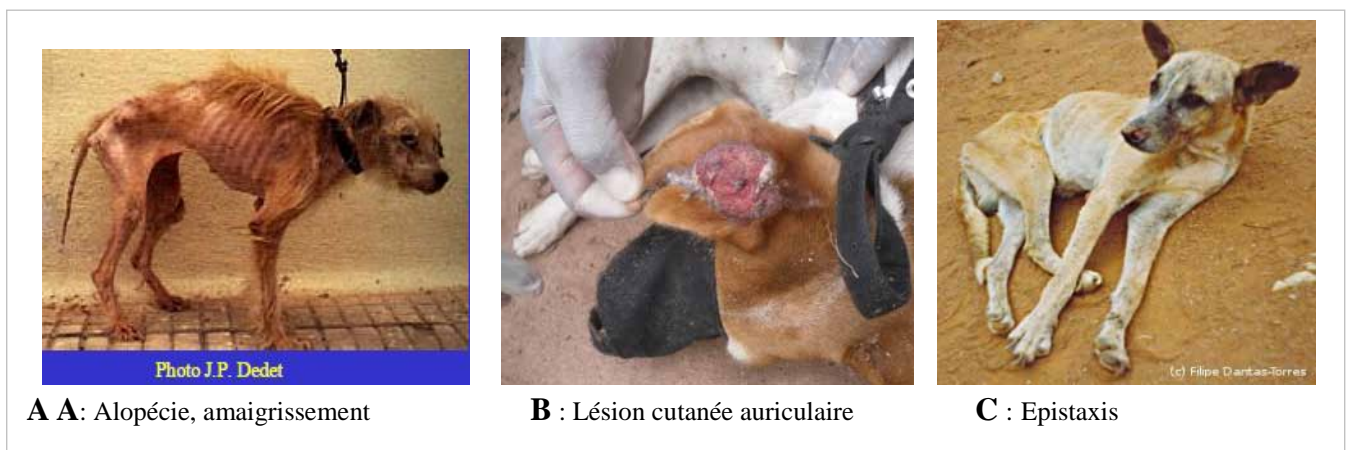 Photo J.P. Dedet
(c) Filipe Dantas-Torres
A A: Alopécie, amaigrissement
B : Lésion cutanée auriculaire
C : Epistaxis